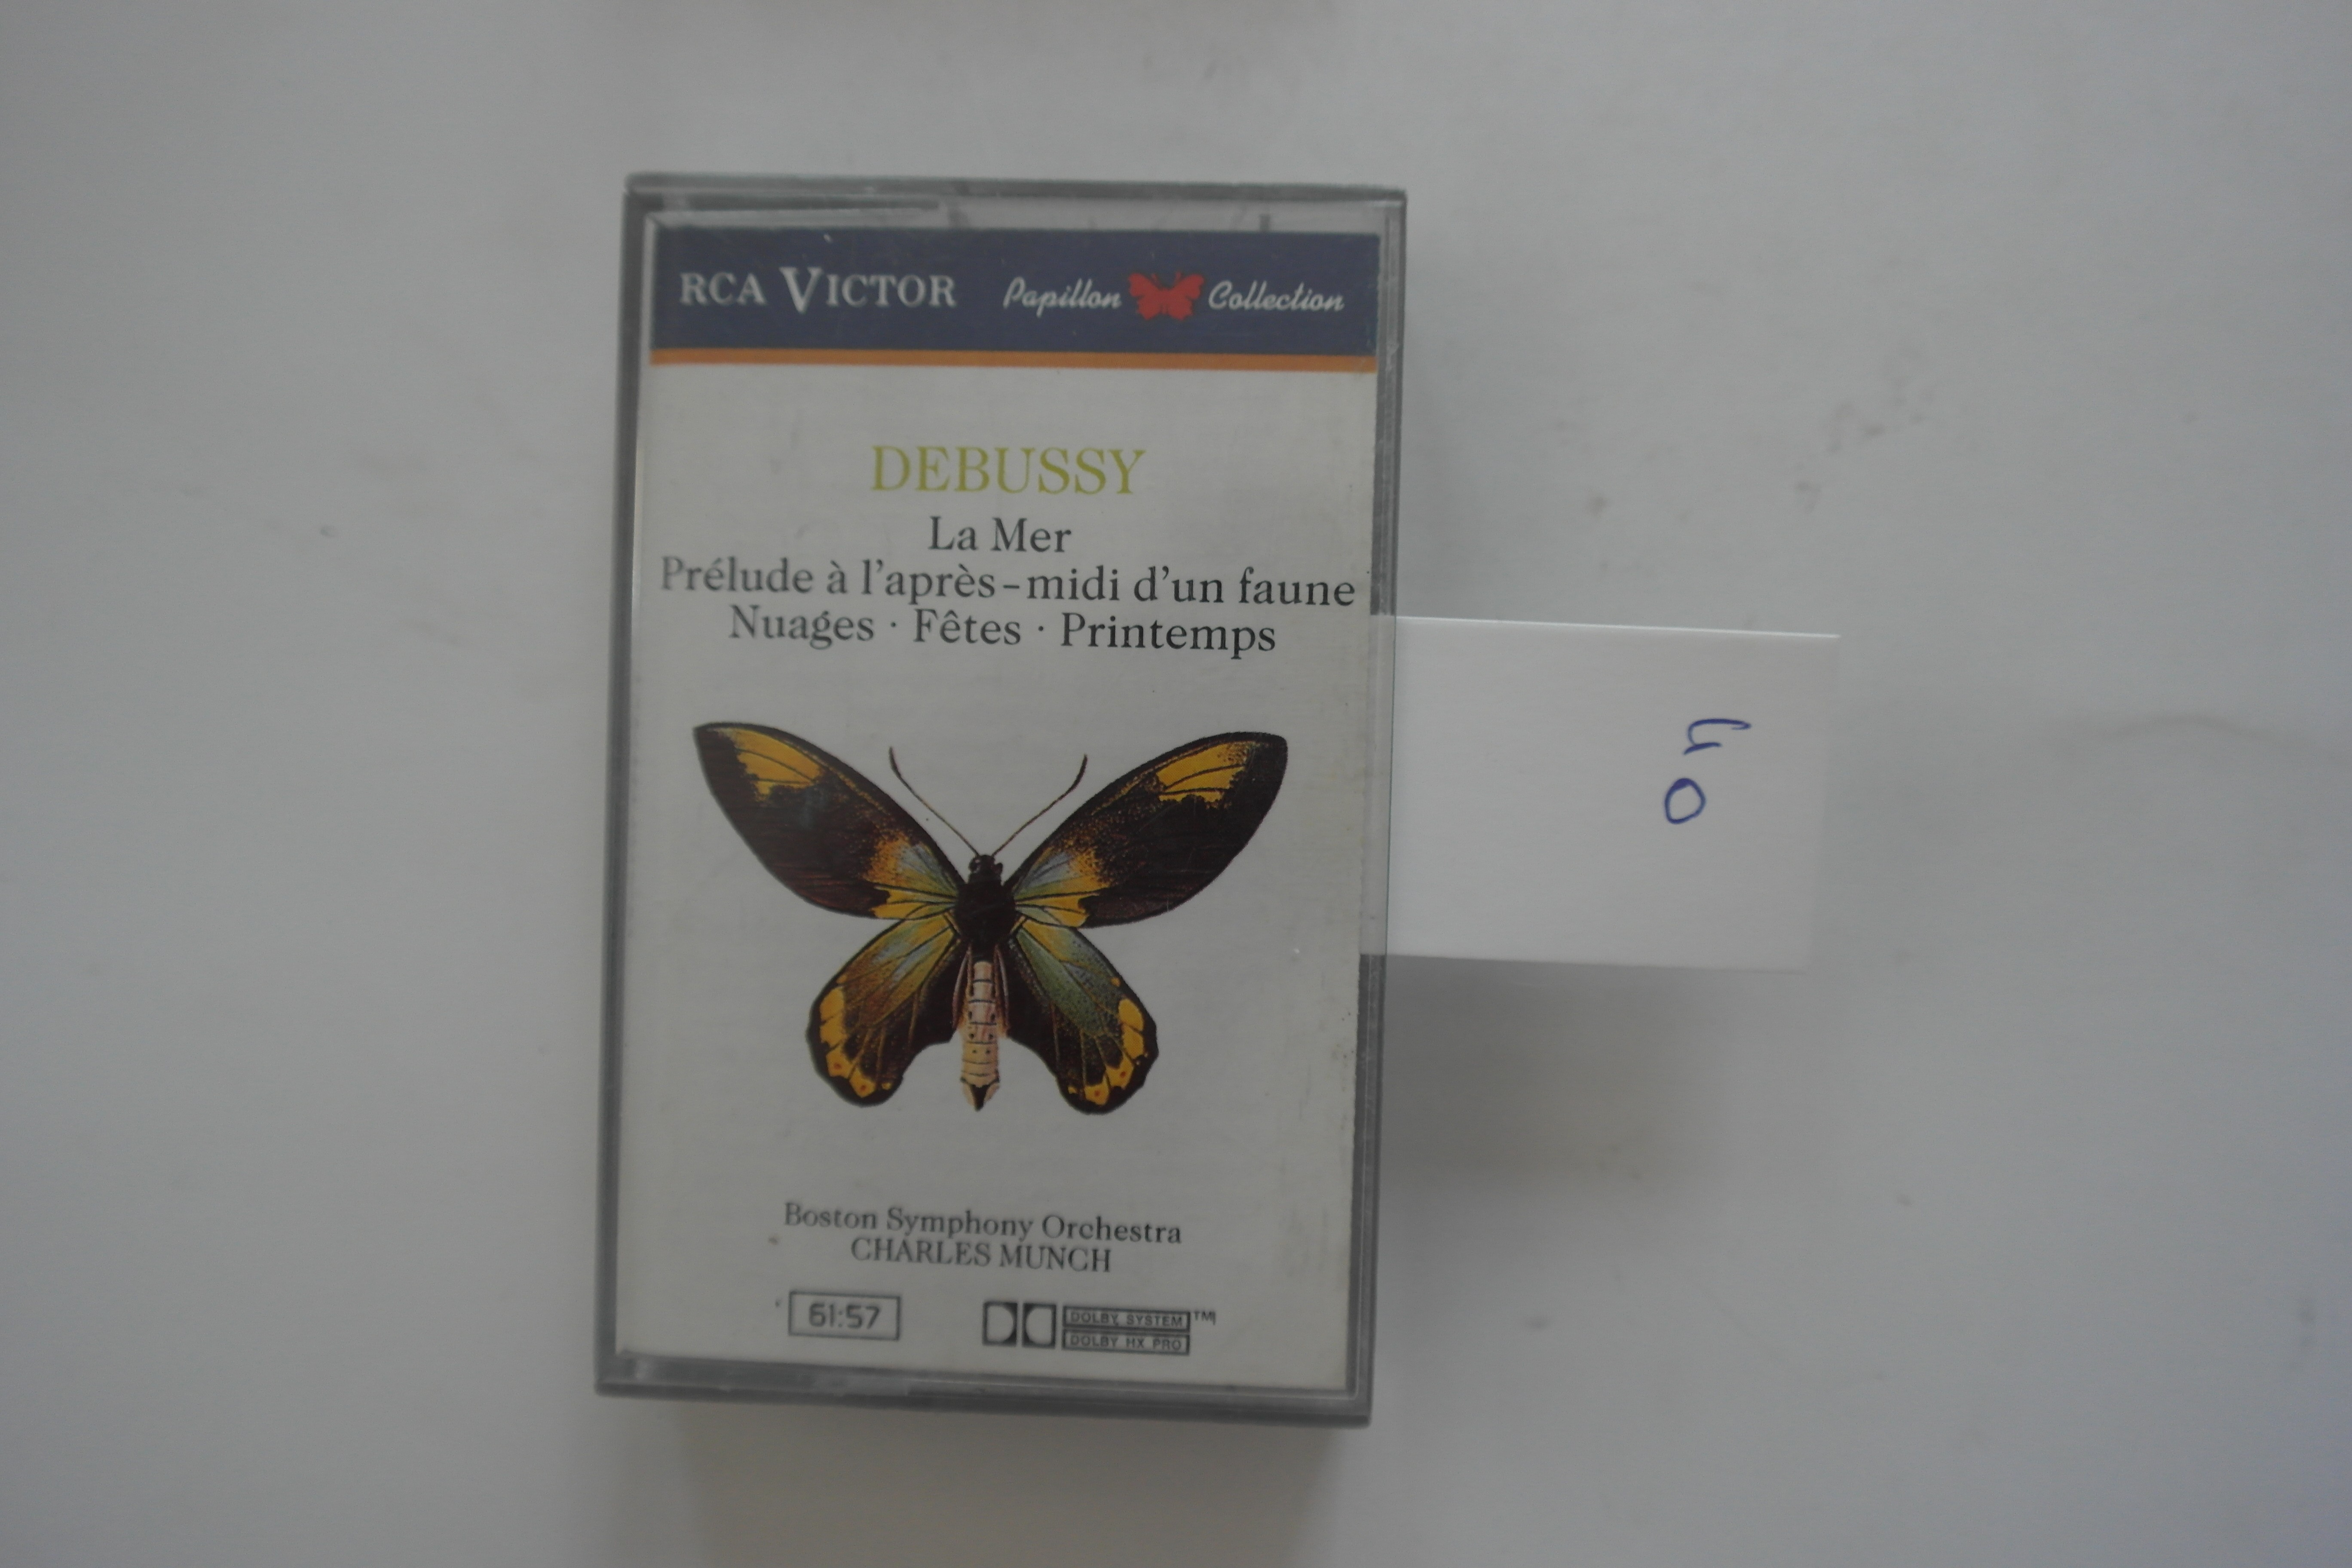 RCA VICTOR Papillon Collection
DEBUSSY
La Mer
Prélude à l'après-midi d'un faune
Nuages · Fêtes · Printemps
Boston Symphony Orchestra
CHARLES MUNCH
61:57
DOLBY SYSTEM TM
DOLBY HX PRO